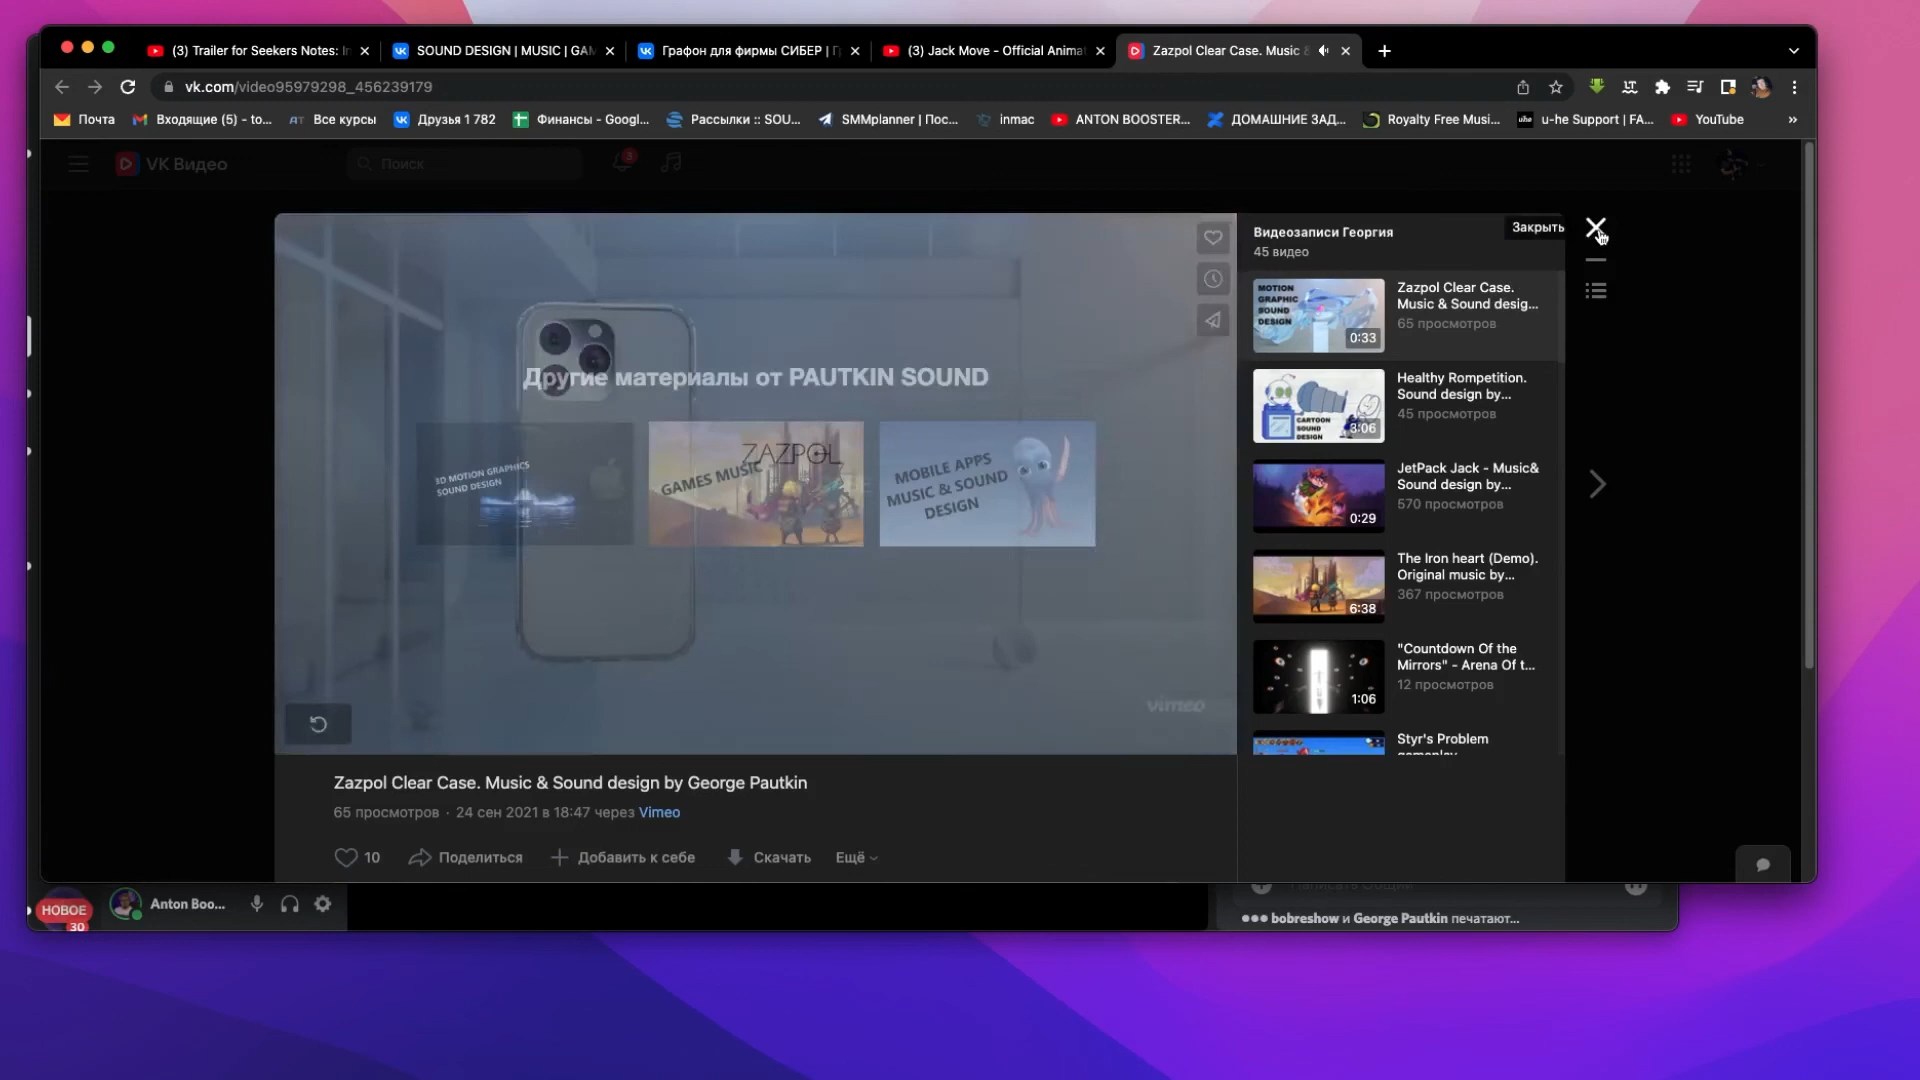 (3) Trailer for Seekers Notes: In
SOUND DESIGN | MUSIC | GAM
Графон для фирмы СИБЕР | Г
(3) Jack Move - Official Animat
Zazpol Clear Case. Music &
vk.com/video95979298_456239179
Почта
Входящие (5) - to...
Все курсы
Друзья 1 782
Финансы - Googl...
Рассылки :: SOU...
SMMplanner | Пос...
inmac
ANTON BOOSTER...
ДОМАШНИЕ ЗАД...
Royalty Free Musi...
u-he Support | FA...
YouTube
»
VK Видео
Поиск
3
Видеозаписи Георгия
45 видео
Закрыть
Другие материалы от PAUTKIN SOUND
3D MOTION GRAPHICS
SOUND DESIGN
ZAZPOL
GAMES MUSIC
MOBILE APPS
MUSIC & SOUND
DESIGN
vimeo
MOTION
GRAPHIC
SOUND
DESIGN
0:33
Zazpol Clear Case.
Music & Sound desig...
65 просмотров
CARTOON
SOUND
DESIGN
3:06
Healthy Rompetition.
Sound design by...
45 просмотров
0:29
JetPack Jack - Music&
Sound design by...
570 просмотров
6:38
The Iron heart (Demo).
Original music by...
367 просмотров
1:06
"Countdown Of the
Mirrors" - Arena Of t...
12 просмотров
Styr's Problem
gameplay
Zazpol Clear Case. Music & Sound design by George Pautkin
65 просмотров · 24 сен 2021 в 18:47 через Vimeo
10
Поделиться
Добавить к себе
Скачать
Ещё
НОВОЕ
30
Anton Boo...
bobreshow и George Pautkin печатают...